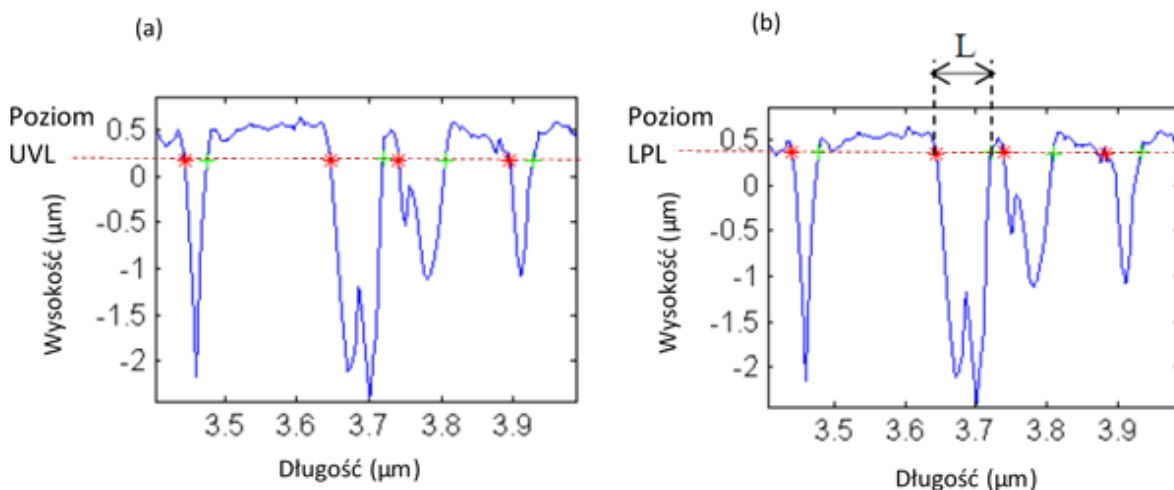 (a)
Poziom
UVL
Wysokość (µm)
0.5
0
-0.5
-1
-1.5
-2
3.5
3.6
3.7
3.8
3.9
Długość (µm)
(b)
L
Poziom
LPL
Wysokość (µm)
0.5
0
-0.5
-1
-1.5
-2
3.5
3.6
3.7
3.8
3.9
Długość (µm)